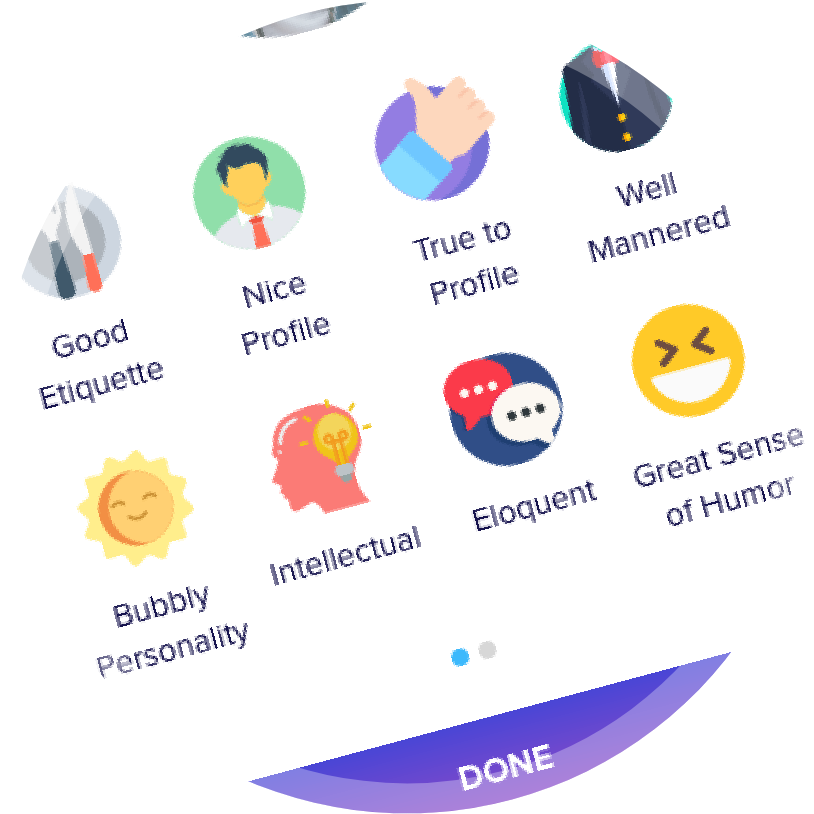 Good
Etiquette
Nice
Profile
True to
Profile
Well
Mannered
Bubbly
Personality
Intellectual
Eloquent
Great Sense
of Humor
DONE